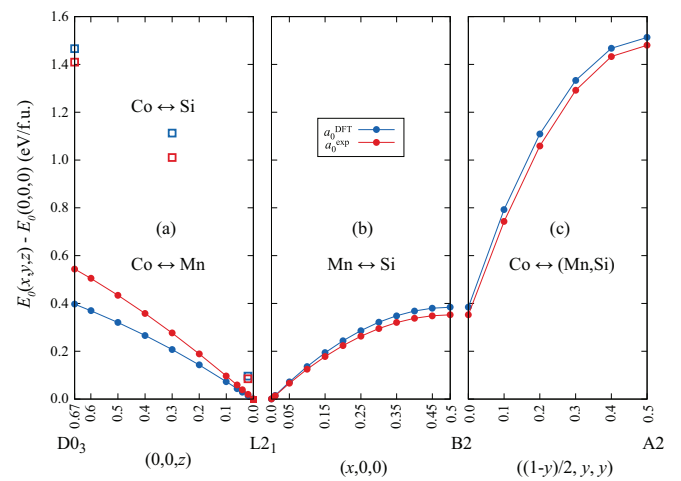 E₀(x,y,z) - E₀(0,0,0) (eV/f.u.)
1.6
1.4
1.2
1.0
0.8
0.6
0.4
0.2
0.0
Co ↔ Si
(a)
Co ↔ Mn
a₀ᴰᶠᵀ
a₀ᵉˣᵖ
(b)
Mn ↔ Si
(c)
Co ↔ (Mn,Si)
0.67 0.6 0.5 0.4 0.3 0.2 0.1 0.0
0.0 0.05 0.15 0.25 0.35 0.45 0.5
0.0 0.1 0.2 0.3 0.4 0.5
D0₃ L2₁ B2 A2
(0,0,z) (x,0,0) ((1-y)/2, y, y)